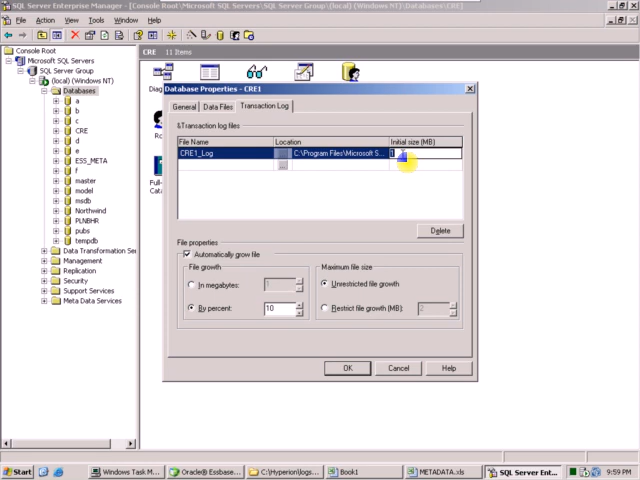 SQL Server Enterprise Manager - [Console Root\Microsoft SQL Servers\SQL Server Group\(local) (Windows NT)\Databases\CRE]
File Action View Tools Window Help
Console Root
Microsoft SQL Servers
SQL Server Group
(local) (Windows NT)
Databases
a
b
c
CRE
d
e
ESS_META
f
master
model
msdb
Northwind
PLNBHR
pubs
tempdb
Data Transformation Ser
Management
Replication
Security
Support Services
Meta Data Services
CRE 11 Items
Diag
Ro
Full-
Cata
Database Properties - CRE1
General Data Files Transaction Log
&Transaction log files
File Name Location Initial size (MB)
CRE1_Log ... C:\Program Files\Microsoft S... 1
...
Delete
File properties
Automatically grow file
File growth
In megabytes: 1
By percent: 10
Maximum file size
Unrestricted file growth
Restrict file growth (MB): 2
OK Cancel Help
Start Windows Task M... Oracle® Essbase... C:\Hyperion\logs... Book1 METADATA.xls SQL Server Ent... 9:59 PM